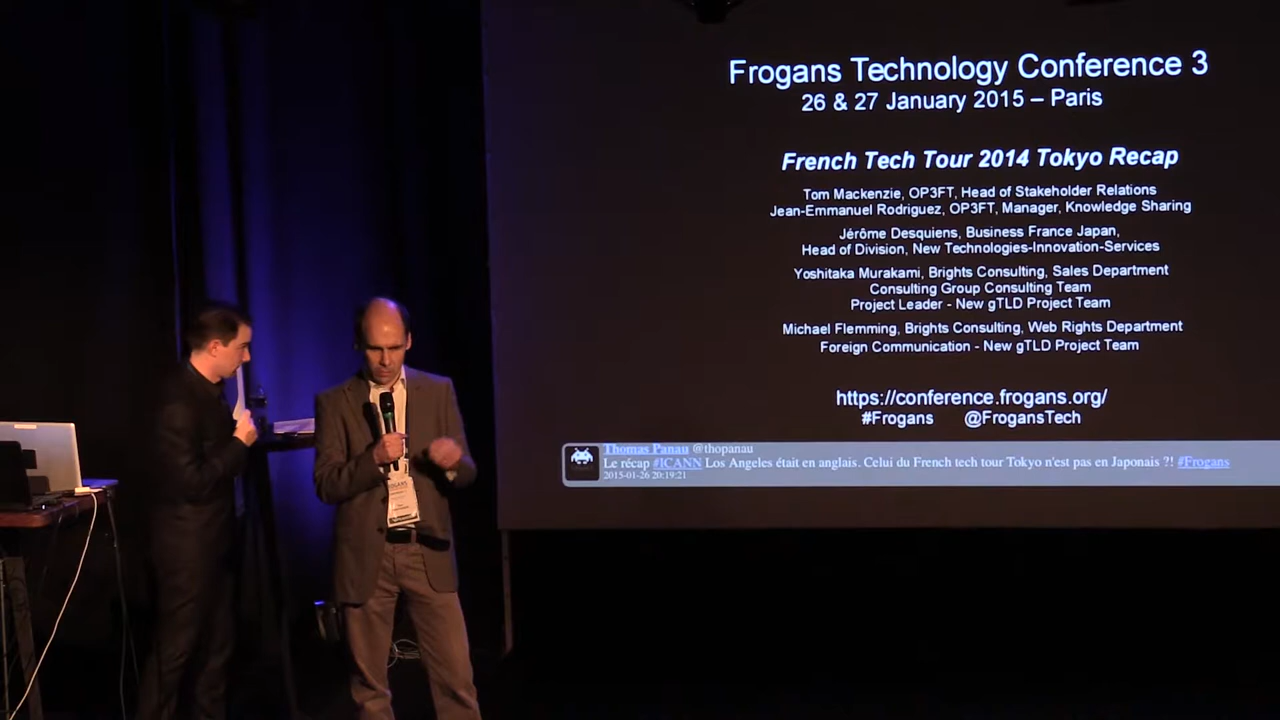 Frogans Technology Conference 3
26 & 27 January 2015 – Paris
French Tech Tour 2014 Tokyo Recap
Tom Mackenzie, OP3FT, Head of Stakeholder Relations
Jean-Emmanuel Rodriguez, OP3FT, Manager, Knowledge Sharing
Jérôme Desquiens, Business France Japan,
Head of Division, New Technologies-Innovation-Services
Yoshitaka Murakami, Brights Consulting, Sales Department
Consulting Group Consulting Team
Project Leader - New gTLD Project Team
Michael Flemming, Brights Consulting, Web Rights Department
Foreign Communication - New gTLD Project Team
https://conference.frogans.org/
#Frogans @FrogansTech
Thomas Panau @thopanau
Le récap #ICANN Los Angeles était en anglais. Celui du French tech tour Tokyo n'est pas en Japonais ?! #Frogans
2015-01-26 20:19:21